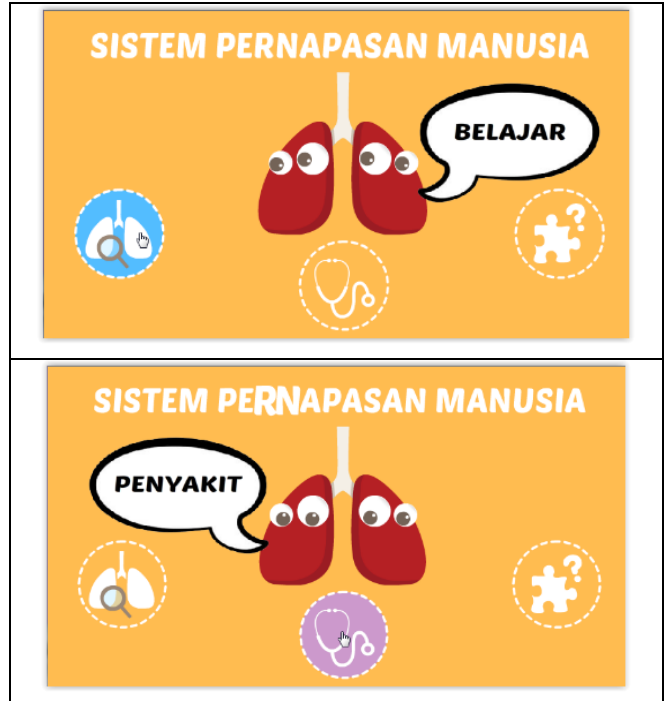 SISTEM PERNAPASAN MANUSIA
BELAJAR
?
SISTEM PERNAPASAN MANUSIA
PENYAKIT
?